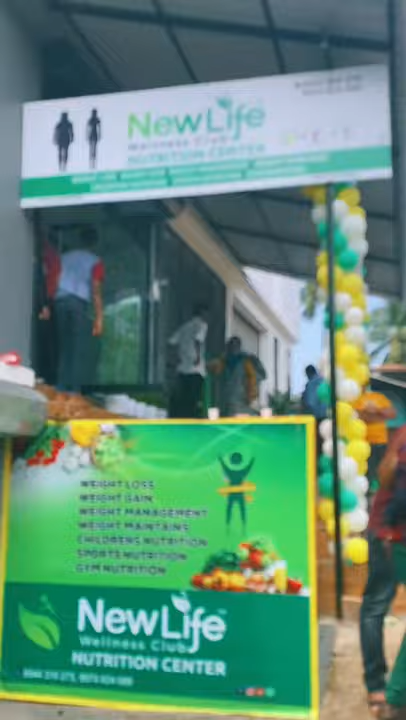 NewLife
Wellness Club
NUTRITION CENTER
WEIGHT LOSS
WEIGHT GAIN
WEIGHT MANAGEMENT
WEIGHT MAINTAINS
CHILDRENS NUTRITION
SPORTS NUTRITION
GYM NUTRITION
NewLife
Wellness Club
NUTRITION CENTER